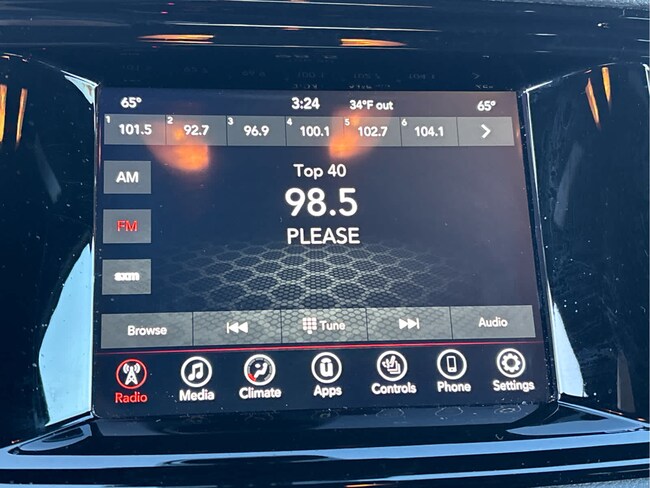 65° 3:24 34°F out 65°
1 101.5 2 92.7 3 96.9 4 100.1 5 102.7 6 104.1
AM
Top 40
98.5
FM
PLEASE
sxm
Browse Tune Audio
Radio Media Climate Apps Controls Phone Settings